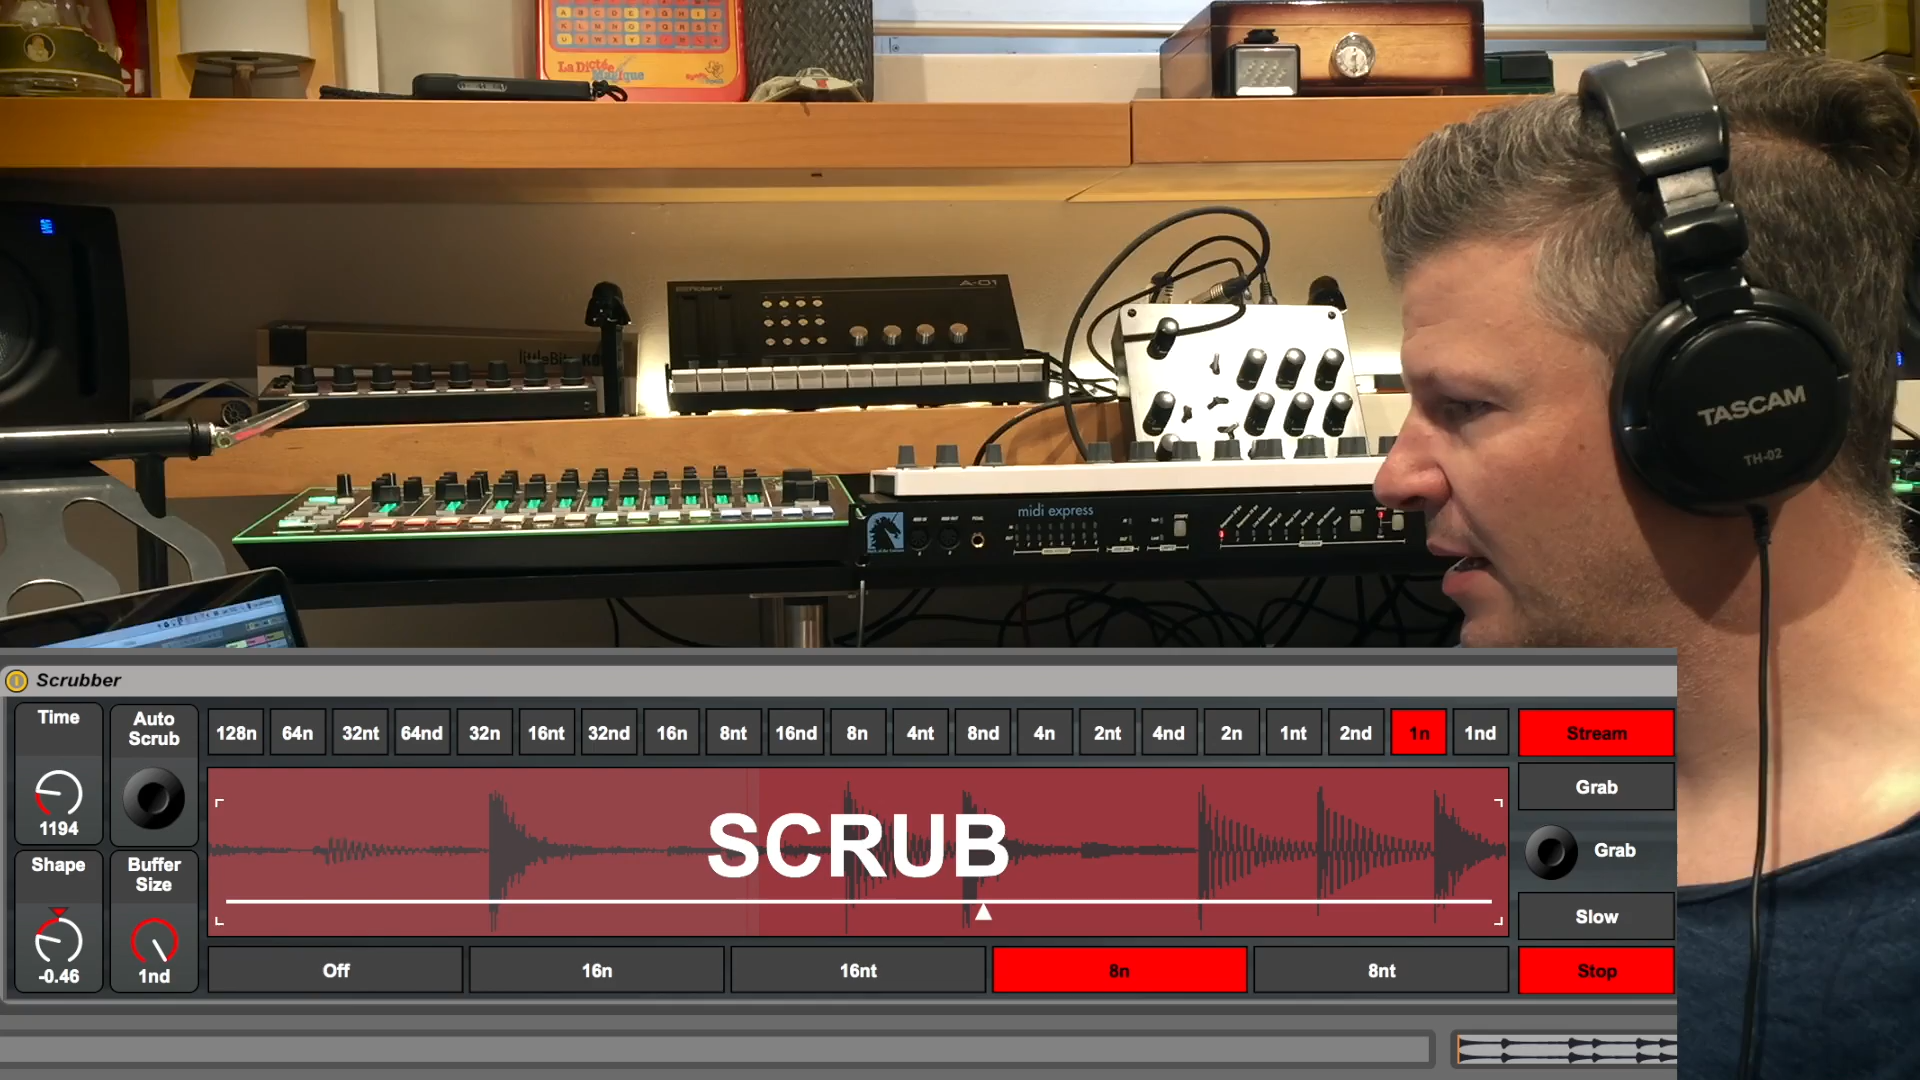 La Dictée
Magique
Roland
A-01
littleBits
midi express
TASCAM
TH-02
Scrubber
Time
1194
Auto
Scrub
Shape
-0.46
Buffer
Size
1nd
128n 64n 32nt 64nd 32n 16nt 32nd 16n 8nt 16nd 8n 4nt 8nd 4n 2nt 4nd 2n 1nt 2nd 1n 1nd
SCRUB
Off 16n 16nt 8n 8nt
Stream
Grab
Grab
Slow
Stop